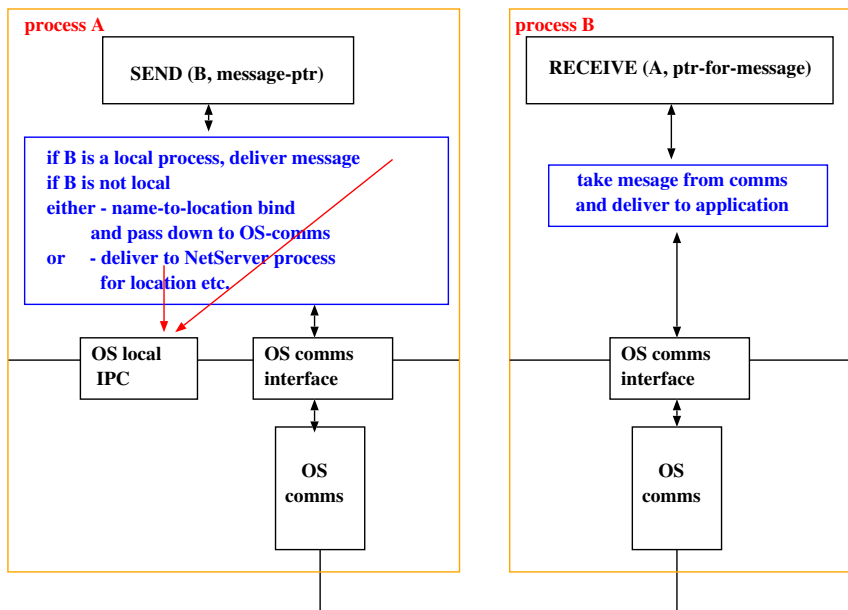 process A
SEND (B, message-ptr)
if B is a local process, deliver message
if B is not local
either - name-to-location bind
and pass down to OS-comms
or - deliver to NetServer process
for location etc.
OS local
IPC
OS comms
interface
OS
comms
process B
RECEIVE (A, ptr-for-message)
take mesage from comms
and deliver to application
OS comms
interface
OS
comms